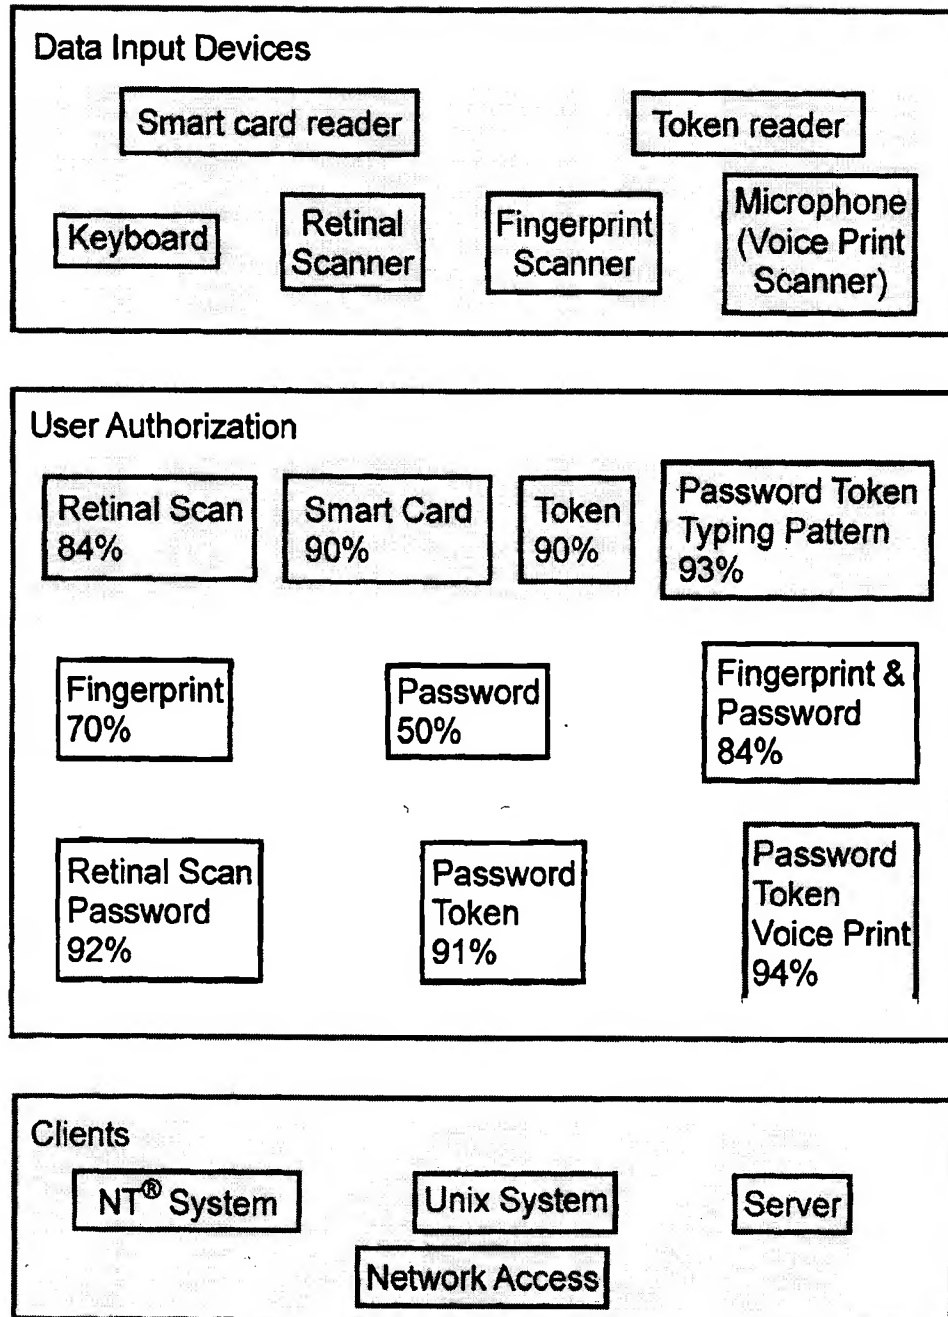 Data Input Devices
Smart card reader
Token reader
Keyboard
Retinal
Scanner
Fingerprint
Scanner
Microphone
(Voice Print
Scanner)
User Authorization
Retinal Scan
84%
Smart Card
90%
Token
90%
Password Token
Typing Pattern
93%
Fingerprint
70%
Password
50%
Fingerprint &
Password
84%
Retinal Scan
Password
92%
Password
Token
91%
Password
Token
Voice Print
94%
Clients
NT® System
Unix System
Server
Network Access